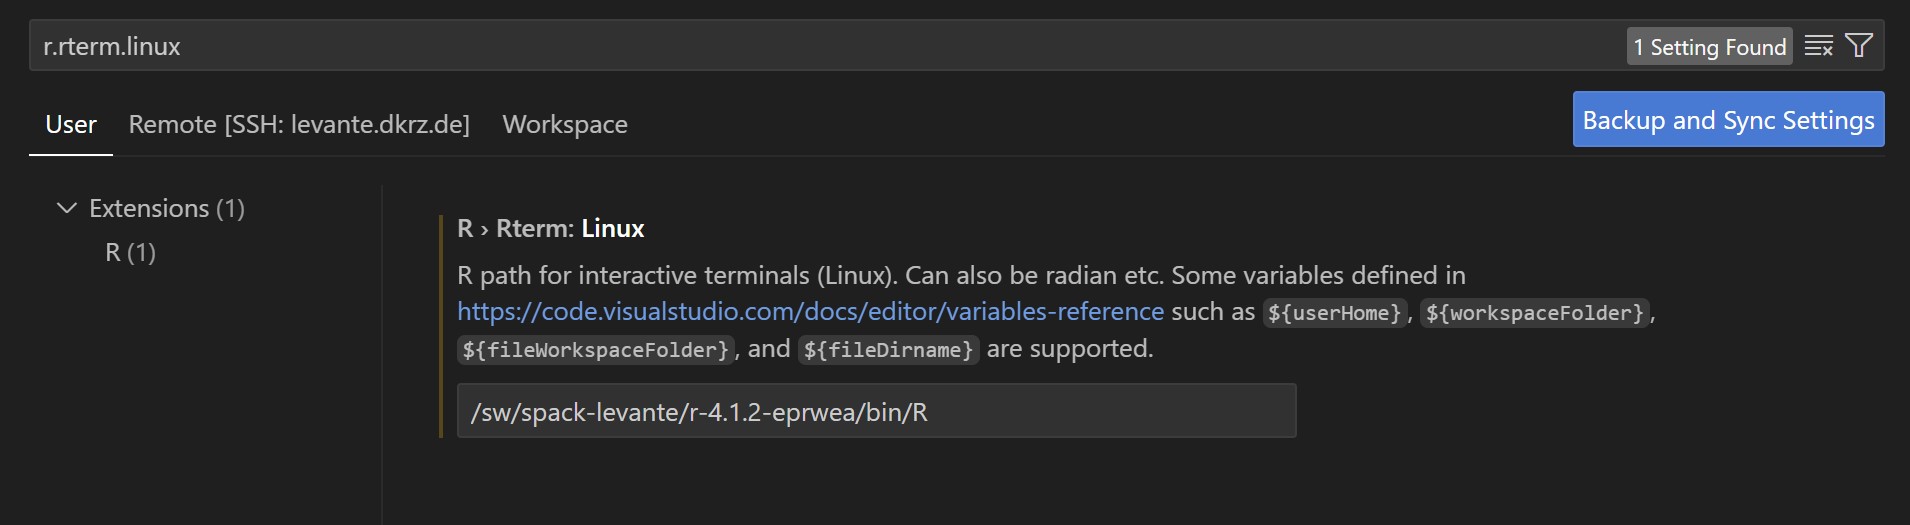 r.rterm.linux
1 Setting Found
User Remote [SSH: levante.dkrz.de] Workspace
Backup and Sync Settings
Extensions (1)
R (1)
R › Rterm: Linux
R path for interactive terminals (Linux). Can also be radian etc. Some variables defined in
https://code.visualstudio.com/docs/editor/variables-reference such as ${userHome}, ${workspaceFolder},
${fileWorkspaceFolder}, and ${fileDirname} are supported.
/sw/spack-levante/r-4.1.2-eprwea/bin/R